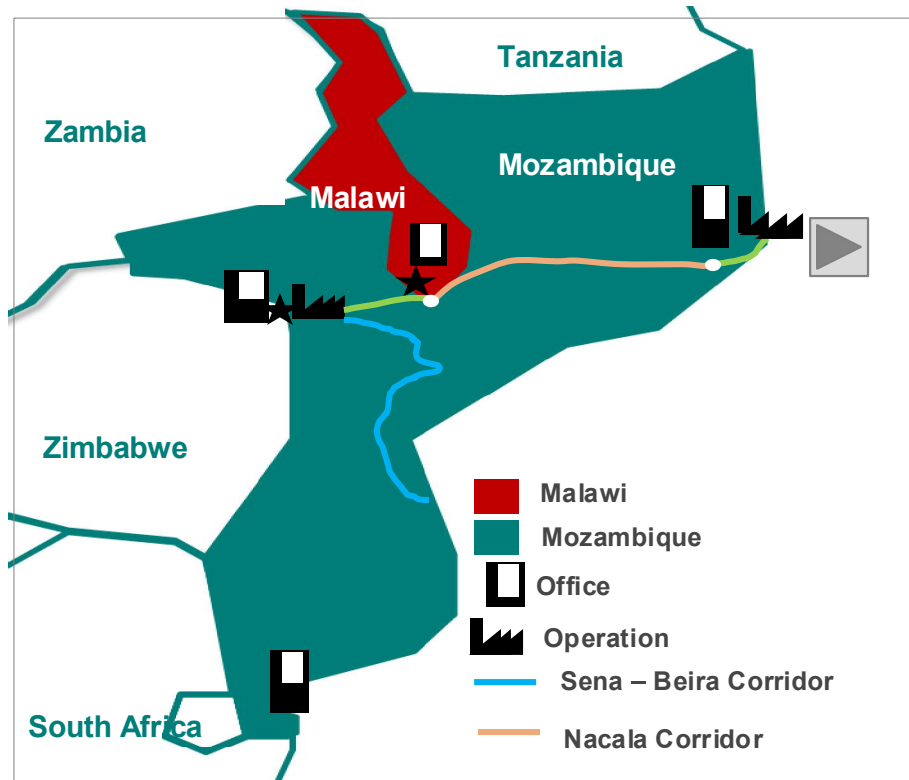 Tanzania
Zambia
Mozambique
Malawi
Zimbabwe
Malawi
Mozambique
Office
Operation
Sena – Beira Corridor
South Africa
Nacala Corridor